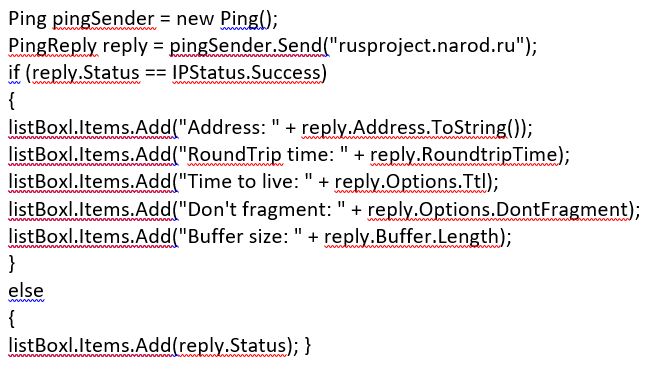 Ping pingSender = new Ping();
PingReply reply = pingSender.Send("rusproject.narod.ru");
if (reply.Status == IPStatus.Success)
{
listBoxl.Items.Add("Address: " + reply.Address.ToString());
listBoxl.Items.Add("RoundTrip time: " + reply.RoundtripTime);
listBoxl.Items.Add("Time to live: " + reply.Options.Ttl);
listBoxl.Items.Add("Don't fragment: " + reply.Options.DontFragment);
listBoxl.Items.Add("Buffer size: " + reply.Buffer.Length);
}
else
{
listBoxl.Items.Add(reply.Status); }